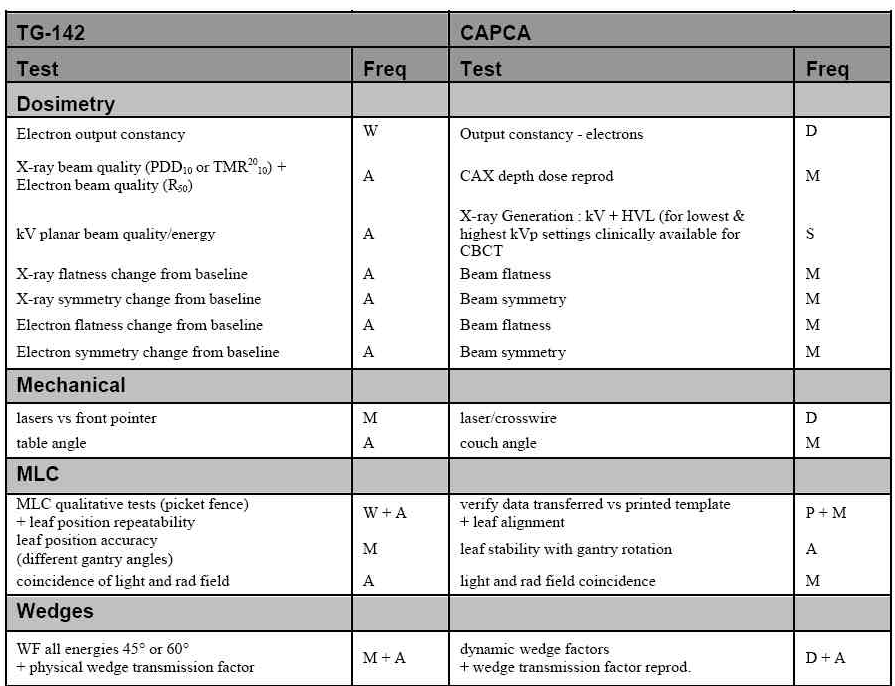 TG-142 CAPCA
Test Freq Test Freq
Dosimetry
Electron output constancy W Output constancy - electrons D
X-ray beam quality (PDD10 or TMR20 10) +
Electron beam quality (R50) A CAX depth dose reprod M
kV planar beam quality/energy A X-ray Generation : kV + HVL (for lowest &
highest kVp settings clinically available for
CBCT S
X-ray flatness change from baseline A Beam flatness M
X-ray symmetry change from baseline A Beam symmetry M
Electron flatness change from baseline A Beam flatness M
Electron symmetry change from baseline A Beam symmetry M
Mechanical
lasers vs front pointer M laser/crosswire D
table angle A couch angle M
MLC
MLC qualitative tests (picket fence)
+ leaf position repeatability W + A verify data transferred vs printed template
+ leaf alignment P + M
leaf position accuracy
(different gantry angles) M leaf stability with gantry rotation A
coincidence of light and rad field A light and rad field coincidence M
Wedges
WF all energies 45° or 60°
+ physical wedge transmission factor M + A dynamic wedge factors
+ wedge transmission factor reprod. D + A